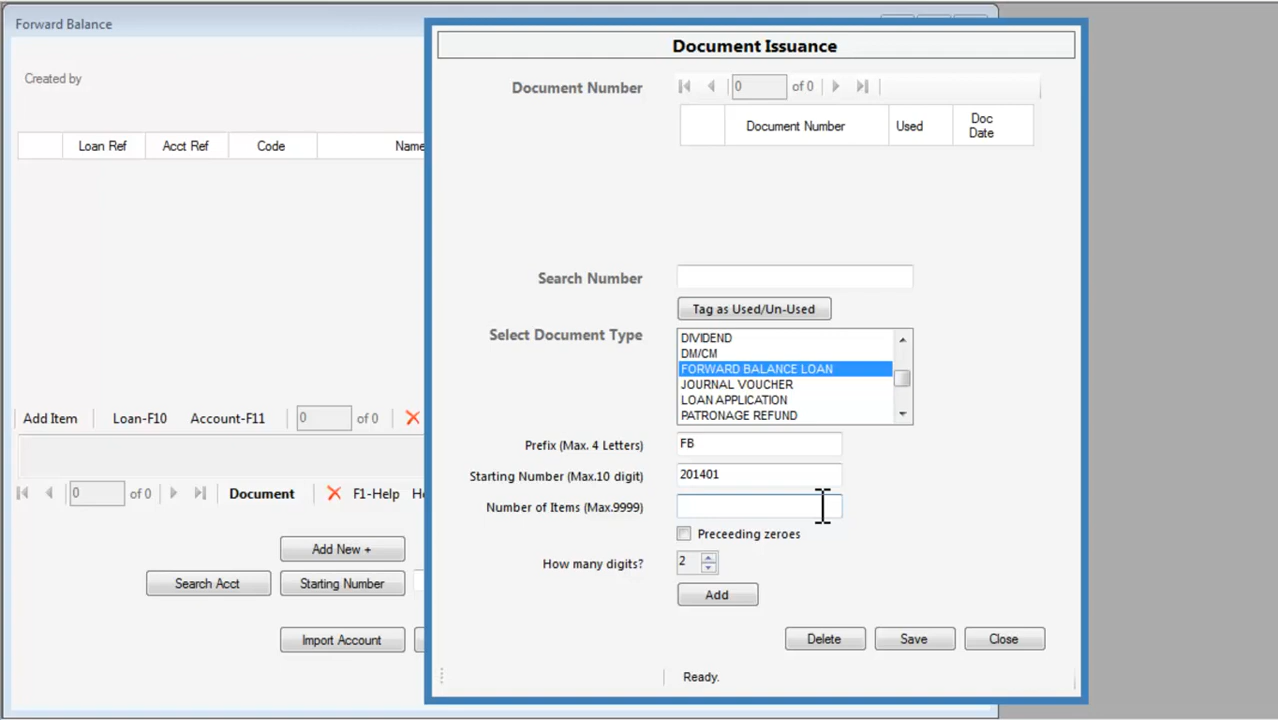 Forward Balance
Created by
Loan Ref Acct Ref Code Name
Add Item Loan-F10 Account-F11 0 of 0
0 of 0 Document F1-Help
Add New +
Search Acct Starting Number
Import Account
Document Issuance
Document Number 0 of 0
Document Number Used Doc Date
Search Number
Tag as Used/Un-Used
Select Document Type
DIVIDEND
DM/CM
FORWARD BALANCE LOAN
JOURNAL VOUCHER
LOAN APPLICATION
PATRONAGE REFUND
Prefix (Max. 4 Letters) FB
Starting Number (Max.10 digit) 201401
Number of Items (Max.9999)
Preceeding zeroes
How many digits? 2
Add
Delete Save Close
Ready.